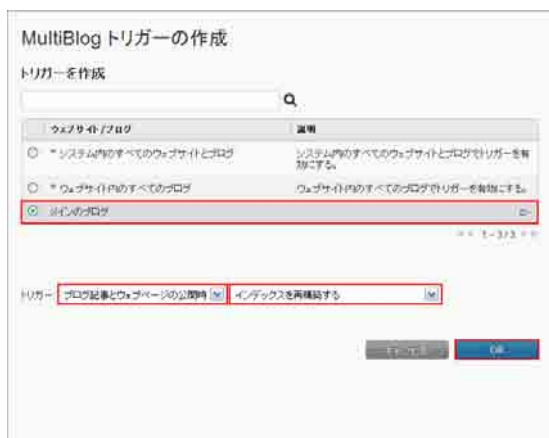 MultiBlog トリガーの作成
トリガーを作成
ウェブサイト/ブログ 説明
* システム内のすべてのウェブサイトとブログ システム内のすべてのウェブサイトとブログでトリガーを有
効にする。
* ウェブサイト内のすべてのブログ ウェブサイト内のすべてのブログでトリガーを有効にする。
メインのブログ
1-3/3
トリガー ブログ記事とウェブページの公開時 インデックスを再構築する
OK